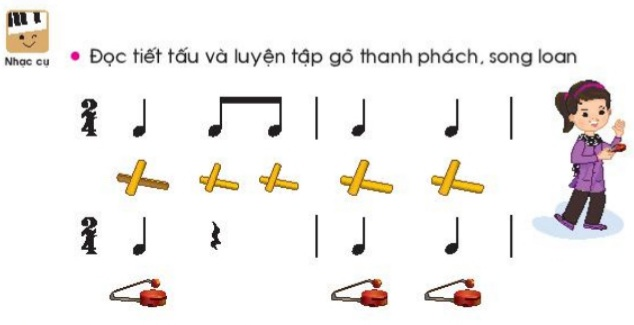 Nhạc cụ
Đọc tiết tấu và luyện tập gõ thanh phách, song loan
2
4
2
4